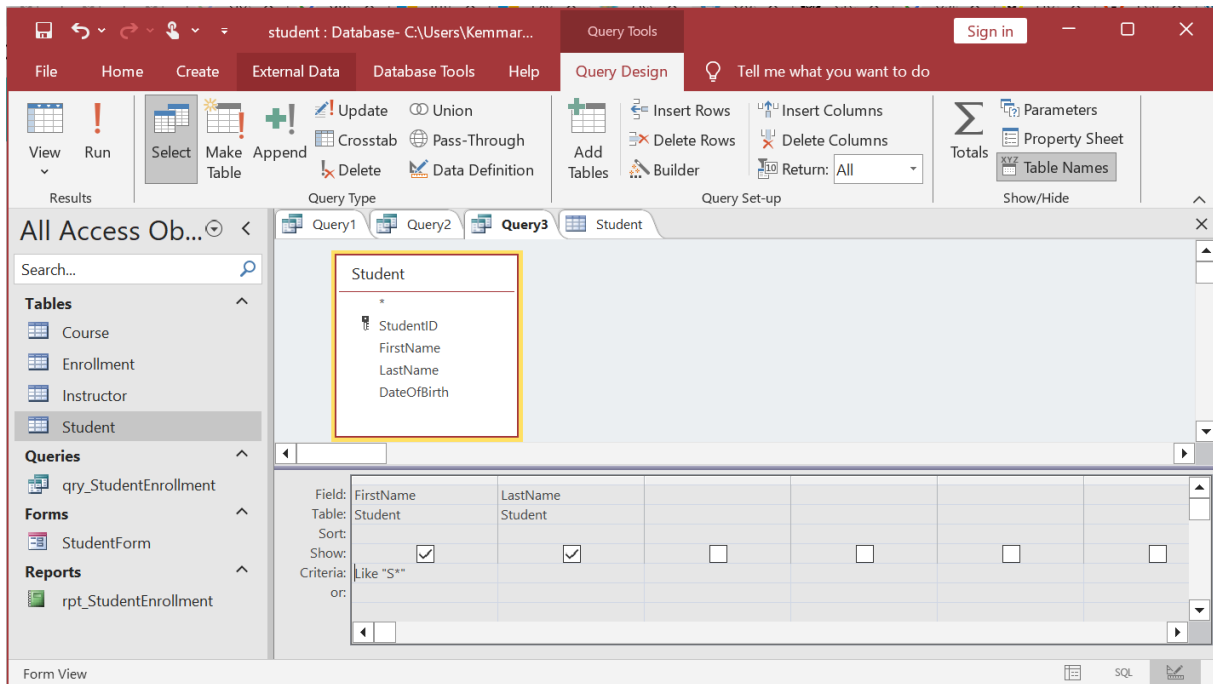 student : Database- C:\Users\Kemmar...
Query Tools
Sign in
File Home Create External Data Database Tools Help Query Design Tell me what you want to do
View
Run
Results
Select
Make Table
Append
Update
Crosstab
Delete
Union
Pass-Through
Data Definition
Query Type
Add Tables
Insert Rows
Delete Rows
Builder
Insert Columns
Delete Columns
10 Return: All
Query Set-up
Σ
Totals
[?] Parameters
Property Sheet
XYZ Table Names
Show/Hide
All Access Ob...
Search...
Tables
Course
Enrollment
Instructor
Student
Queries
qry_StudentEnrollment
Forms
StudentForm
Reports
rpt_StudentEnrollment
Query1 Query2 Query3 Student
Student
*
StudentID
FirstName
LastName
DateOfBirth
Field: FirstName LastName
Table: Student Student
Sort:
Show:
Criteria: Like "S*"
or:
Form View
SQL